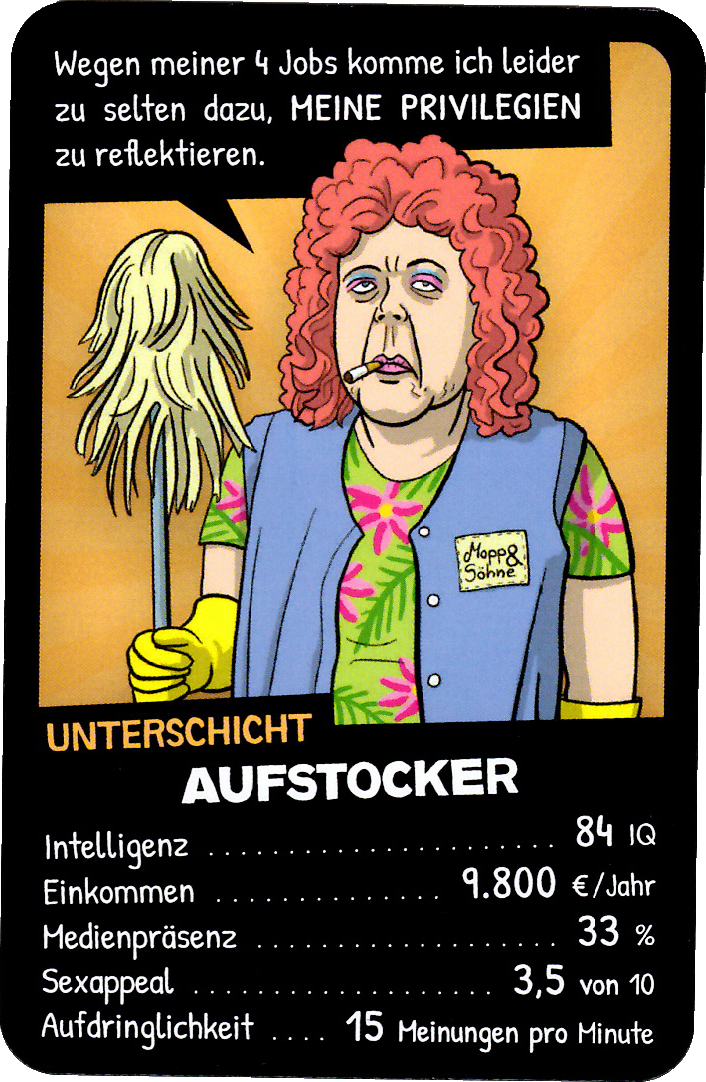 Wegen meiner 4 Jobs komme ich leider
zu selten dazu, MEINE PRIVILEGIEN
zu reflektieren.
Mopp&
Söhne
UNTERSCHICHT
AUFSTOCKER
Intelligenz ........................... 84 IQ
Einkommen .................. 9.800 €/Jahr
Medienpräsenz ....................... 33 %
Sexappeal ........................ 3,5 von 10
Aufdringlichkeit .... 15 Meinungen pro Minute